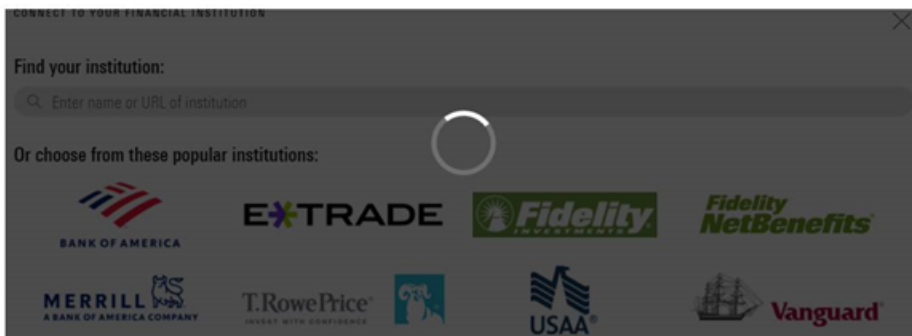 CONNECT TO YOUR FINANCIAL INSTITUTION
Find your institution:
Enter name or URL of institution
Or choose from these popular institutions:
BANK OF AMERICA
E*TRADE
Fidelity
INVESTMENTS®
Fidelity
NetBenefits®
MERRILL
A BANK OF AMERICA COMPANY
T.RowePrice®
INVEST WITH CONFIDENCE
USAA®
Vanguard®